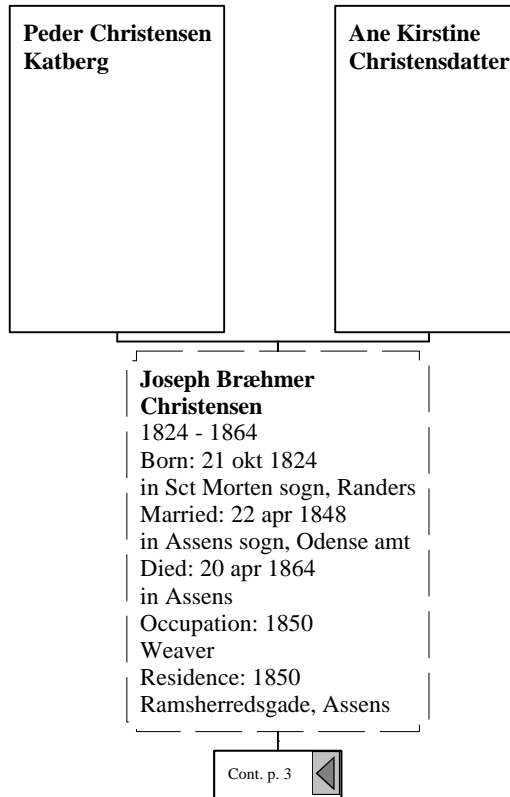 Peder Christensen
Katberg
Ane Kirstine
Christensdatter
Joseph Bræhmer
Christensen
1824 - 1864
Born: 21 okt 1824
in Sct Morten sogn, Randers
Married: 22 apr 1848
in Assens sogn, Odense amt
Died: 20 apr 1864
in Assens
Occupation: 1850
Weaver
Residence: 1850
Ramsherredsgade, Assens
Cont. p. 3